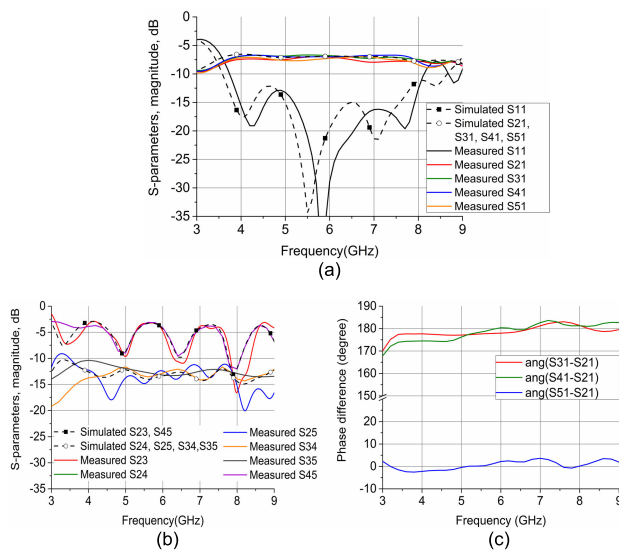 0
-5
-10
-15
-20
-25
-30
-35
S-parameters, magnitude, dB
3 4 5 6 7 8 9
Frequency(GHz)
Simulated S11
Simulated S21,
S31, S41, S51
Measured S11
Measured S21
Measured S31
Measured S41
Measured S51
(a)
0
-5
-10
-15
-20
-25
-30
-35
S-parameters, magnitude, dB
Simulated S23, S45
Simulated S24, S25, S34,S35
Measured S23
Measured S24
Measured S25
Measured S34
Measured S35
Measured S45
3 4 5 6 7 8 9
Frequency(GHz)
(b)
190
180
170
160
10
0
-10
Phase difference (degree)
ang(S31-S21)
ang(S41-S21)
ang(S51-S21)
3 4 5 6 7 8 9
Frequency(GHz)
(c)